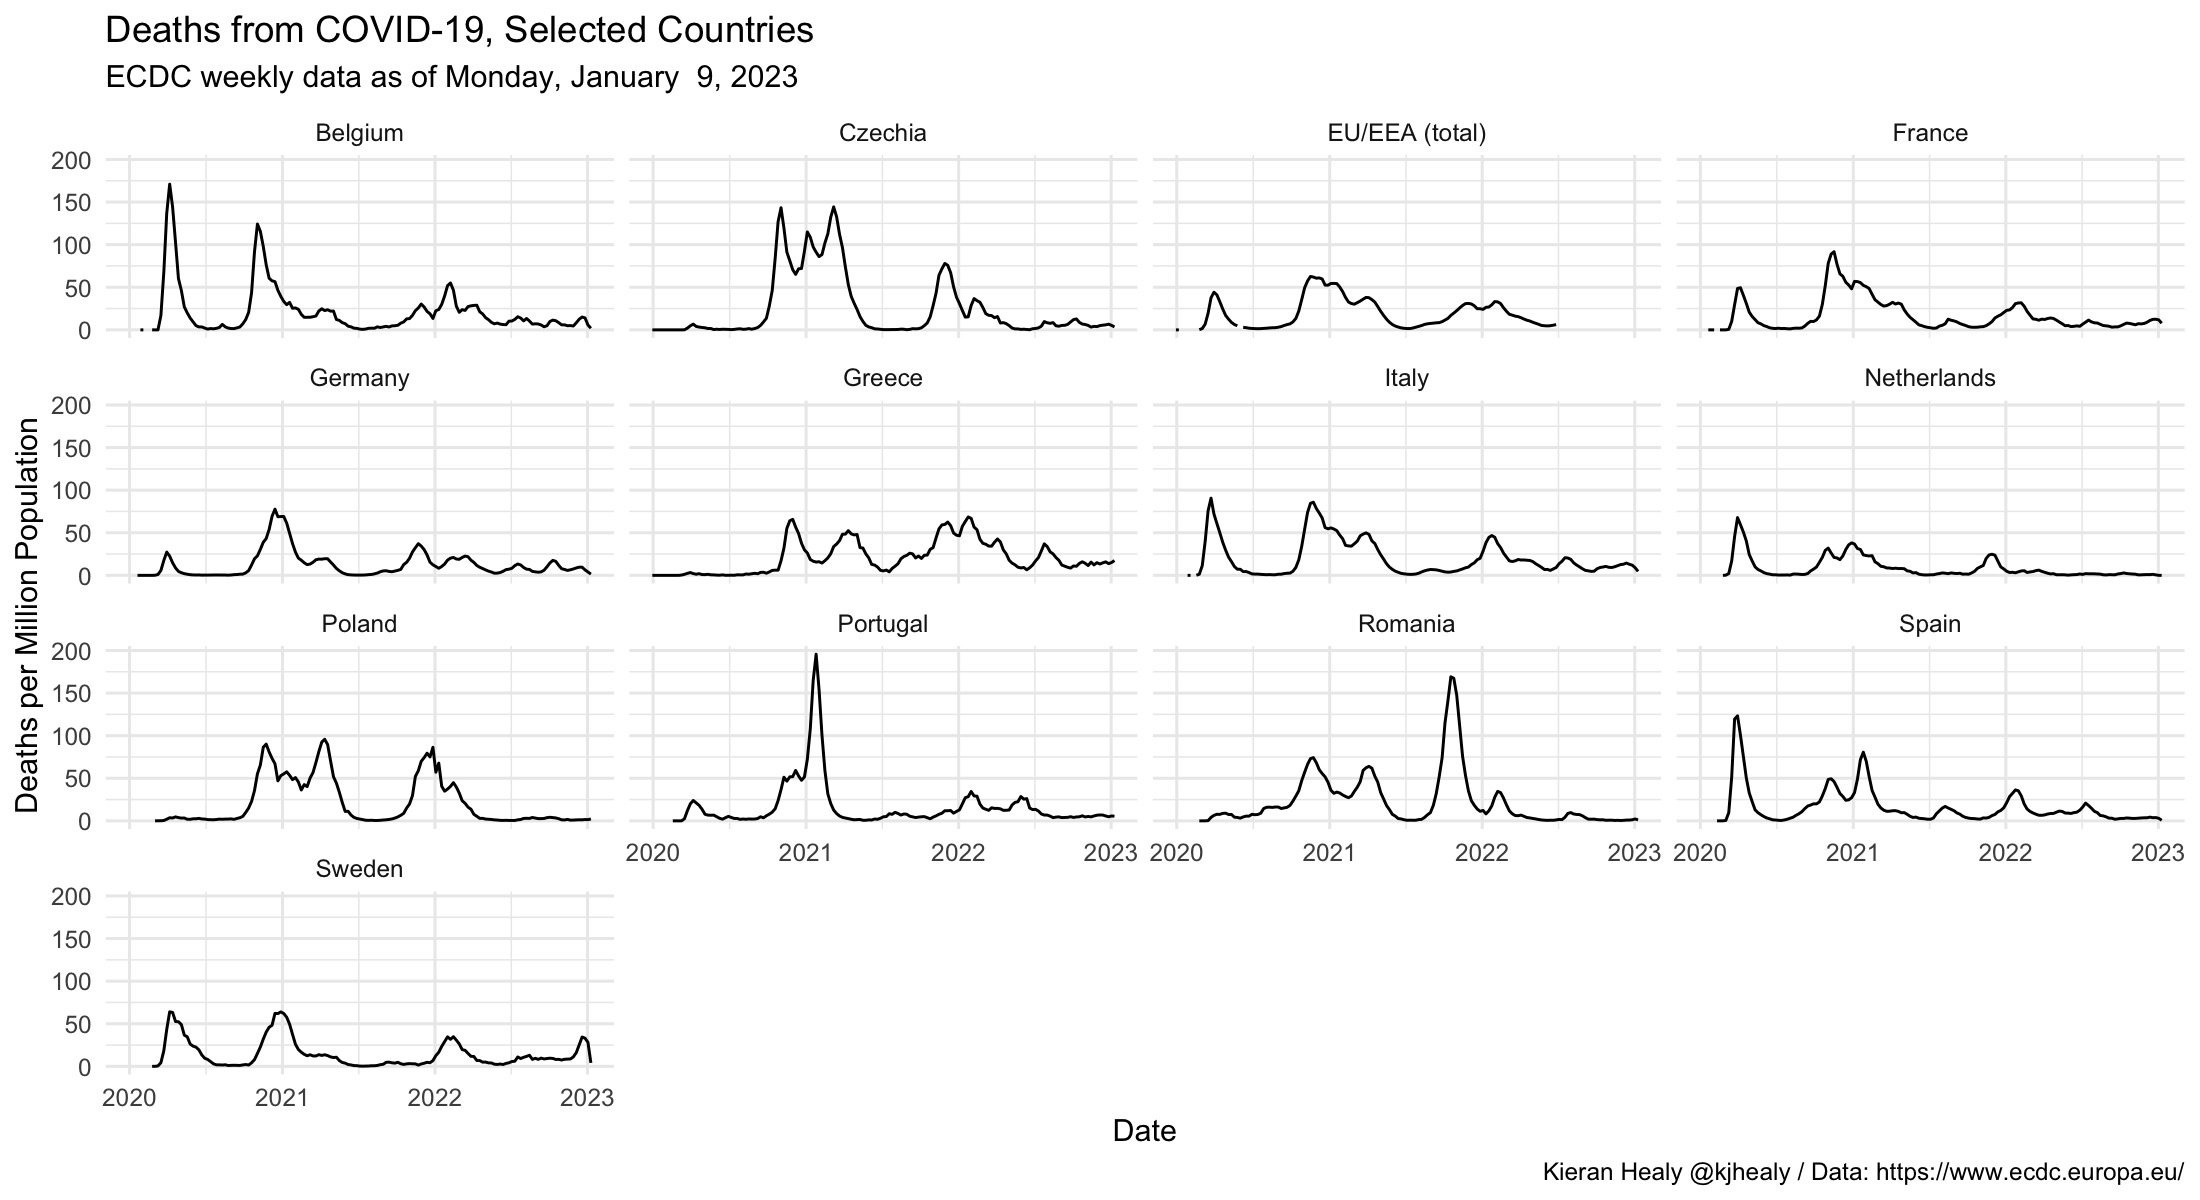 Deaths from COVID-19, Selected Countries
ECDC weekly data as of Monday, January  9, 2023
Belgium Czechia EU/EEA (total) France
200
150
100
50
0
Germany Greece Italy Netherlands
200
150
100
50
0
Deaths per Million Population
Poland Portugal Romania Spain
200
150
100
50
0
2020 2021 2022 2023 2020 2021 2022 2023 2020 2021 2022 2023
Sweden
200
150
100
50
0
2020 2021 2022 2023
Date
Kieran Healy @kjhealy / Data: https://www.ecdc.europa.eu/